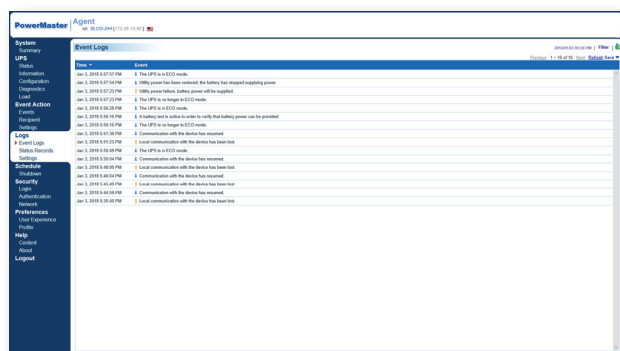 PowerMaster
Agent
System
Summary
UPS
Status
Information
Configuration
Diagnostics
Load
Event Action
Events
Recipient
Settings
Logs
Event Logs
Status Records
Settings
Schedule
Shutdown
Security
Login
Authentication
Network
Preferences
User Experience
Profile
Help
Content
About
Logout
Event Logs
Filter
Previous 1 ~ 16 of 16 Next Refresh Save
Time Event
Jan 3, 2018 5:57:57 PM The UPS is in ECO mode.
Jan 3, 2018 5:57:54 PM Utility power has been restored; the battery has stopped supplying power.
Jan 3, 2018 5:57:23 PM Utility power failure, battery power will be supplied.
Jan 3, 2018 5:57:23 PM The UPS is no longer in ECO mode.
Jan 3, 2018 5:56:28 PM The UPS is in ECO mode.
Jan 3, 2018 5:56:16 PM A battery test is active in order to verify that battery power can be provided.
Jan 3, 2018 5:56:16 PM The UPS is no longer in ECO mode.
Jan 3, 2018 5:51:36 PM Communication with the device has resumed.
Jan 3, 2018 5:51:23 PM Local communication with the device has been lost.
Jan 3, 2018 5:50:49 PM The UPS is in ECO mode.
Jan 3, 2018 5:50:04 PM Communication with the device has resumed.
Jan 3, 2018 5:48:00 PM Local communication with the device has been lost.
Jan 3, 2018 5:46:04 PM Communication with the device has resumed.
Jan 3, 2018 5:45:49 PM Local communication with the device has been lost.
Jan 3, 2018 5:44:58 PM Communication with the device has resumed.
Jan 3, 2018 5:35:40 PM Local communication with the device has been lost.